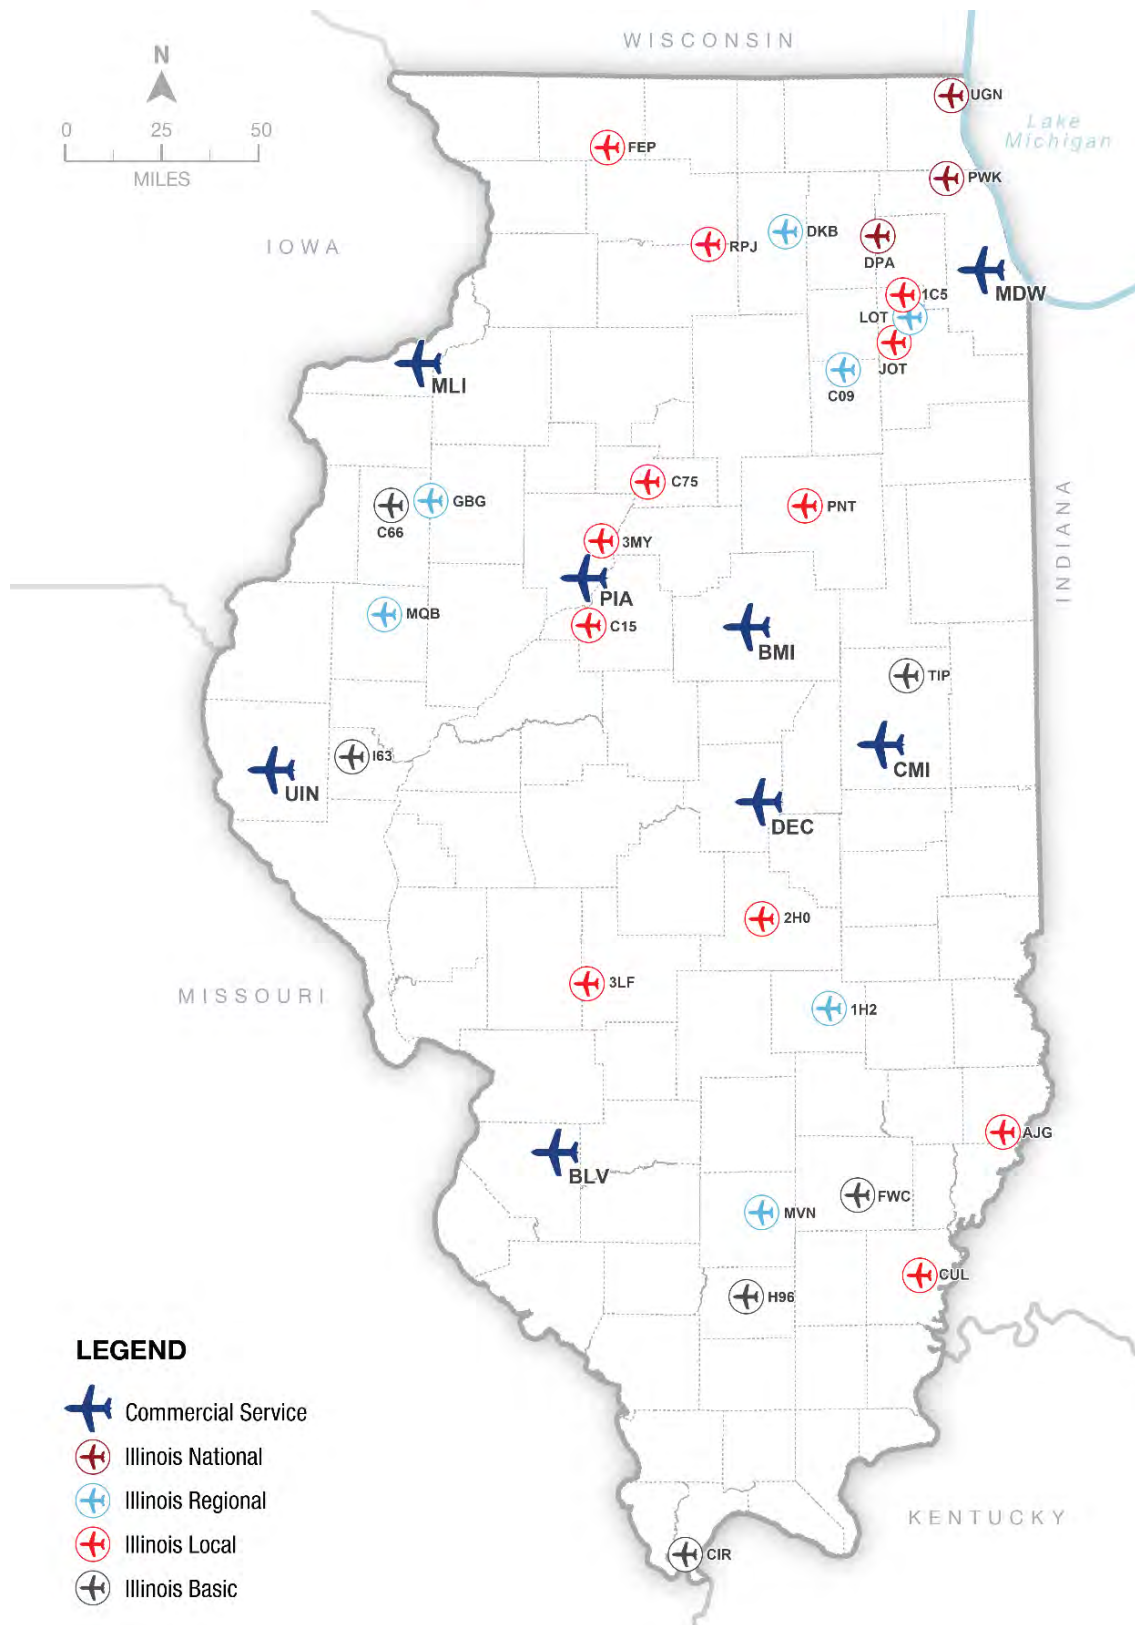 WISCONSIN
N
UGN
0 25 50
Lake
Michigan
FEP
MILES
PWK
IOWA
DKB
RPJ
DPA
MDW
1C5
LOT
JOT
MLI
C09
C75
GBG
PNT
C66
INDIANA
3MY
PIA
MQB
C15
BMI
TIP
I63
CMI
UIN
DEC
2H0
3LF
MISSOURI
1H2
AJG
BLV
FWC
MVN
CUL
H96
LEGEND
Commercial Service
Illinois National
Illinois Regional
KENTUCKY
Illinois Local
CIR
Illinois Basic